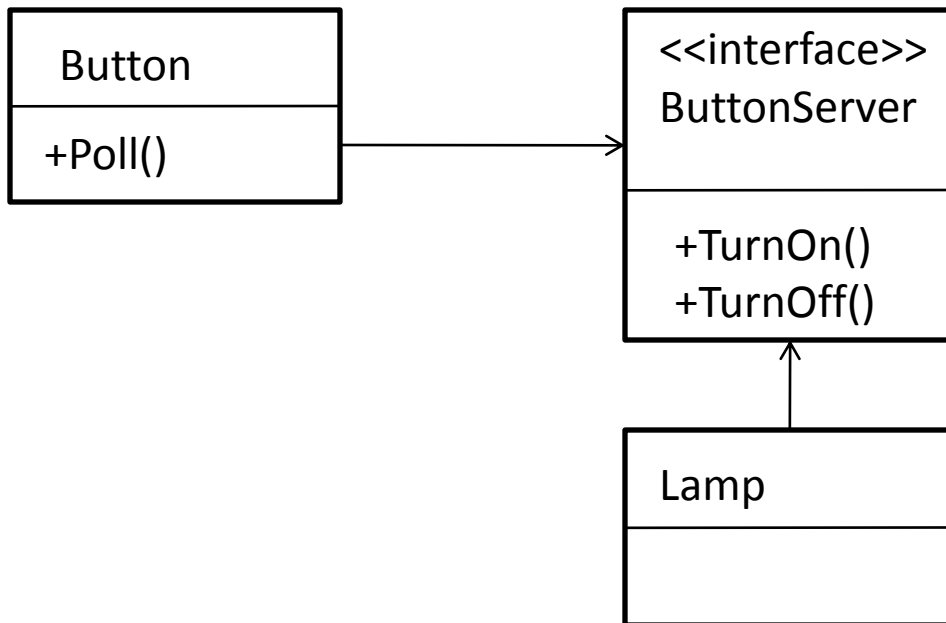 Button
+Poll()
<<interface>>
ButtonServer
+TurnOn()
+TurnOff()
Lamp